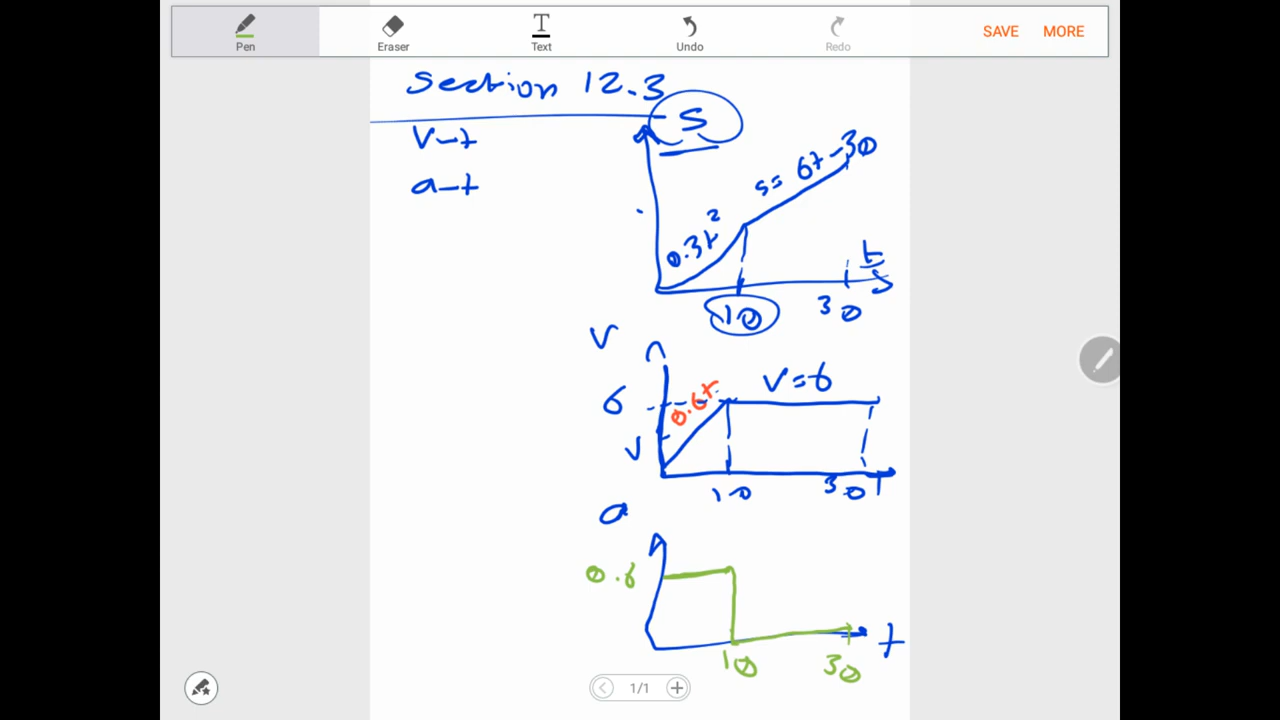 Pen
Eraser
Text
Undo
Redo
SAVE
MORE
Section 12.3
v-t
a-t
S
0.3t²
s= 6t-30
t
s
10
30
V
6
V
0.6t
V=6
10
30
T
a
0.6
10
30
t
1/1